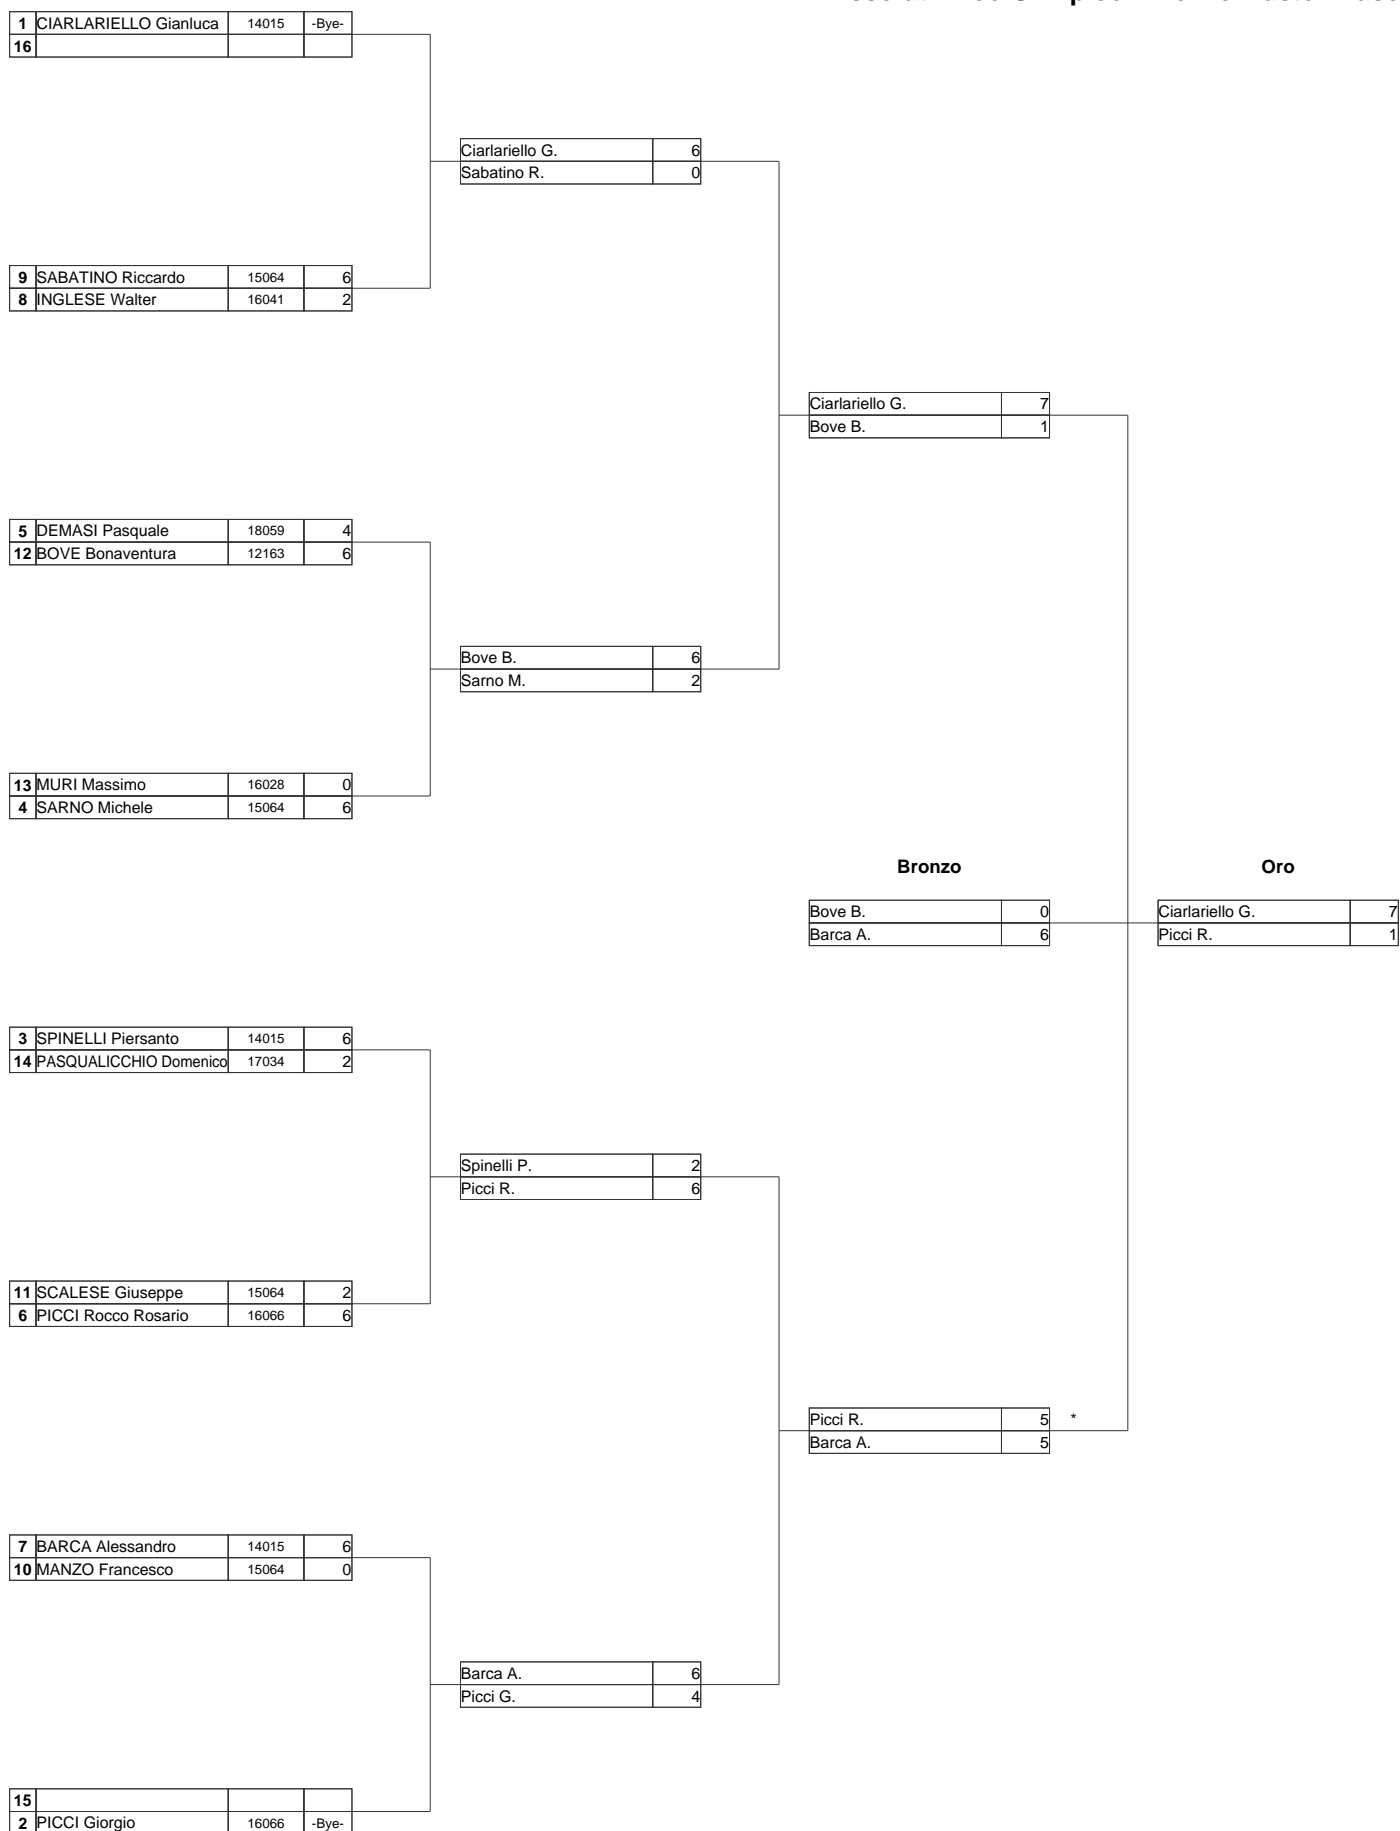 1 CIARLARIELLO Gianluca 14015 -Bye-
16
Ciarlariello G. 6
Sabatino R. 0
9 SABATINO Riccardo 15064 6
8 INGLESE Walter 16041 2
Ciarlariello G. 7
Bove B. 1
5 DEMASI Pasquale 18059 4
12 BOVE Bonaventura 12163 6
Bove B. 6
Sarno M. 2
13 MURI Massimo 16028 0
4 SARNO Michele 15064 6
Bronzo Oro
Bove B. 0 Ciarlariello G. 7
Barca A. 6 Picci R. 1
3 SPINELLI Piersanto 14015 6
14 PASQUALICCHIO Domenico 17034 2
Spinelli P. 2
Picci R. 6
11 SCALESE Giuseppe 15064 2
6 PICCI Rocco Rosario 16066 6
Picci R. 5 *
Barca A. 5
7 BARCA Alessandro 14015 6
10 MANZO Francesco 15064 0
Barca A. 6
Picci G. 4
15
2 PICCI Giorgio 16066 -Bye-